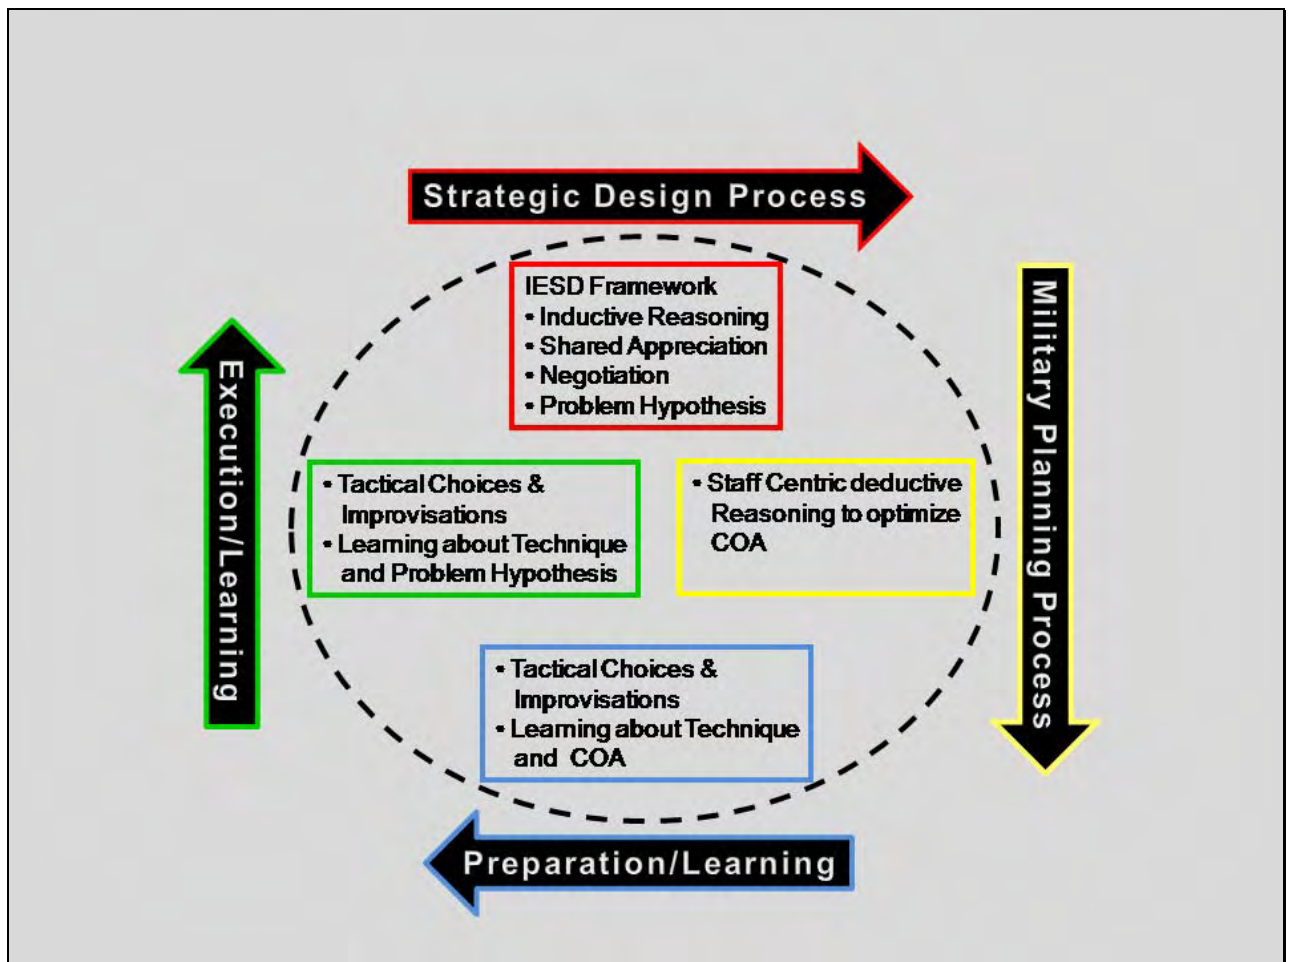 Strategic Design Process
IESD Framework
▪ Inductive Reasoning
▪ Shared Appreciation
▪ Negotiation
▪ Problem Hypothesis
Military Planning Process
▪ Staff Centric deductive
Reasoning to optimize
COA
▪ Tactical Choices &
Improvisations
▪ Learning about Technique
and COA
Preparation/Learning
▪ Tactical Choices &
Improvisations
▪ Learning about Technique
and Problem Hypothesis
Execution/Learning